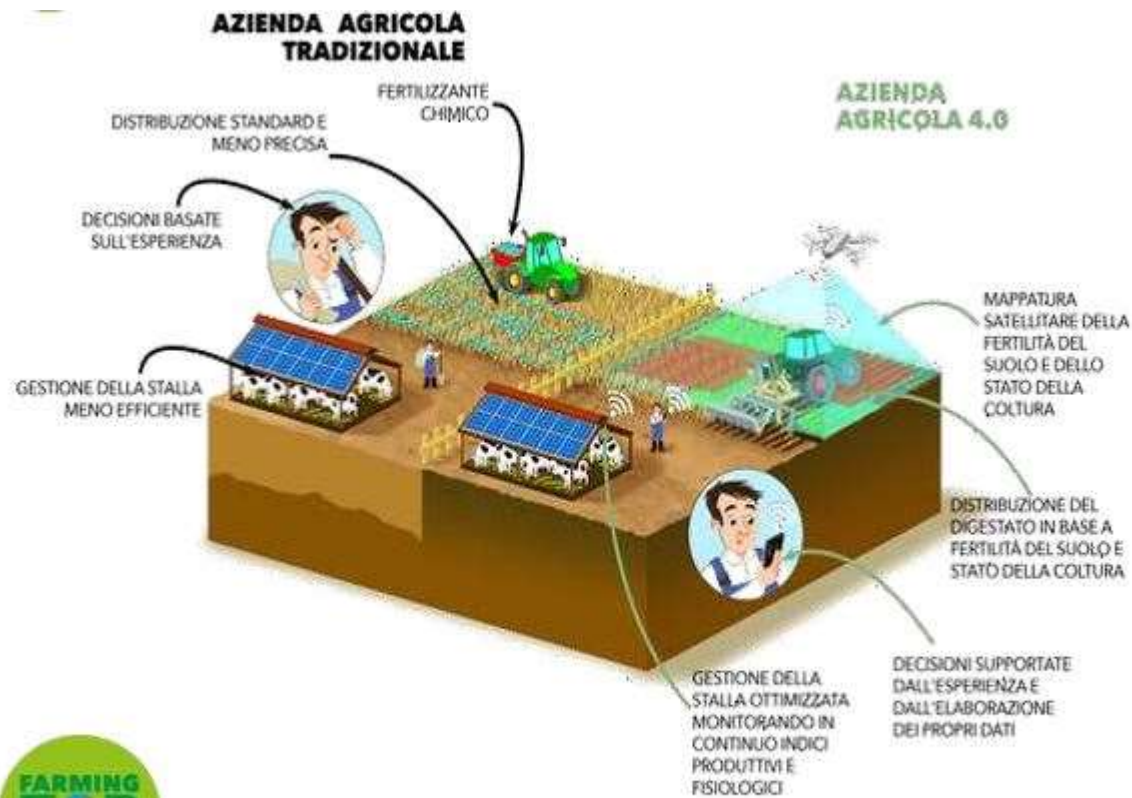 AZIENDA AGRICOLA
TRADIZIONALE
FERTILIZZANTE
CHIMICO
DISTRIBUZIONE STANDARD E
MENO PRECISA
DECISIONI BASATE
SULL'ESPERIENZA
GESTIONE DELLA STALLA
MENO EFFICIENTE
AZIENDA
AGRICOLA 4.0
MAPPATURA
SATELLITARE DELLA
FERTILITÀ DEL
SUOLO E DELLO
STATO DELLA
COLTURA
DISTRIBUZIONE DEL
DIGESTATO IN BASE A
FERTILITÀ DEL SUOLO E
STATO DELLA COLTURA
DECISIONI SUPPORTATE
DALL'ESPERIENZA E
DALL'ELABORAZIONE
DEI PROPRI DATI
GESTIONE DELLA
STALLA OTTIMIZZATA
MONITORANDO IN
CONTINUO INDICI
PRODUTTIVI E
FISIOLOGICI
FARMING